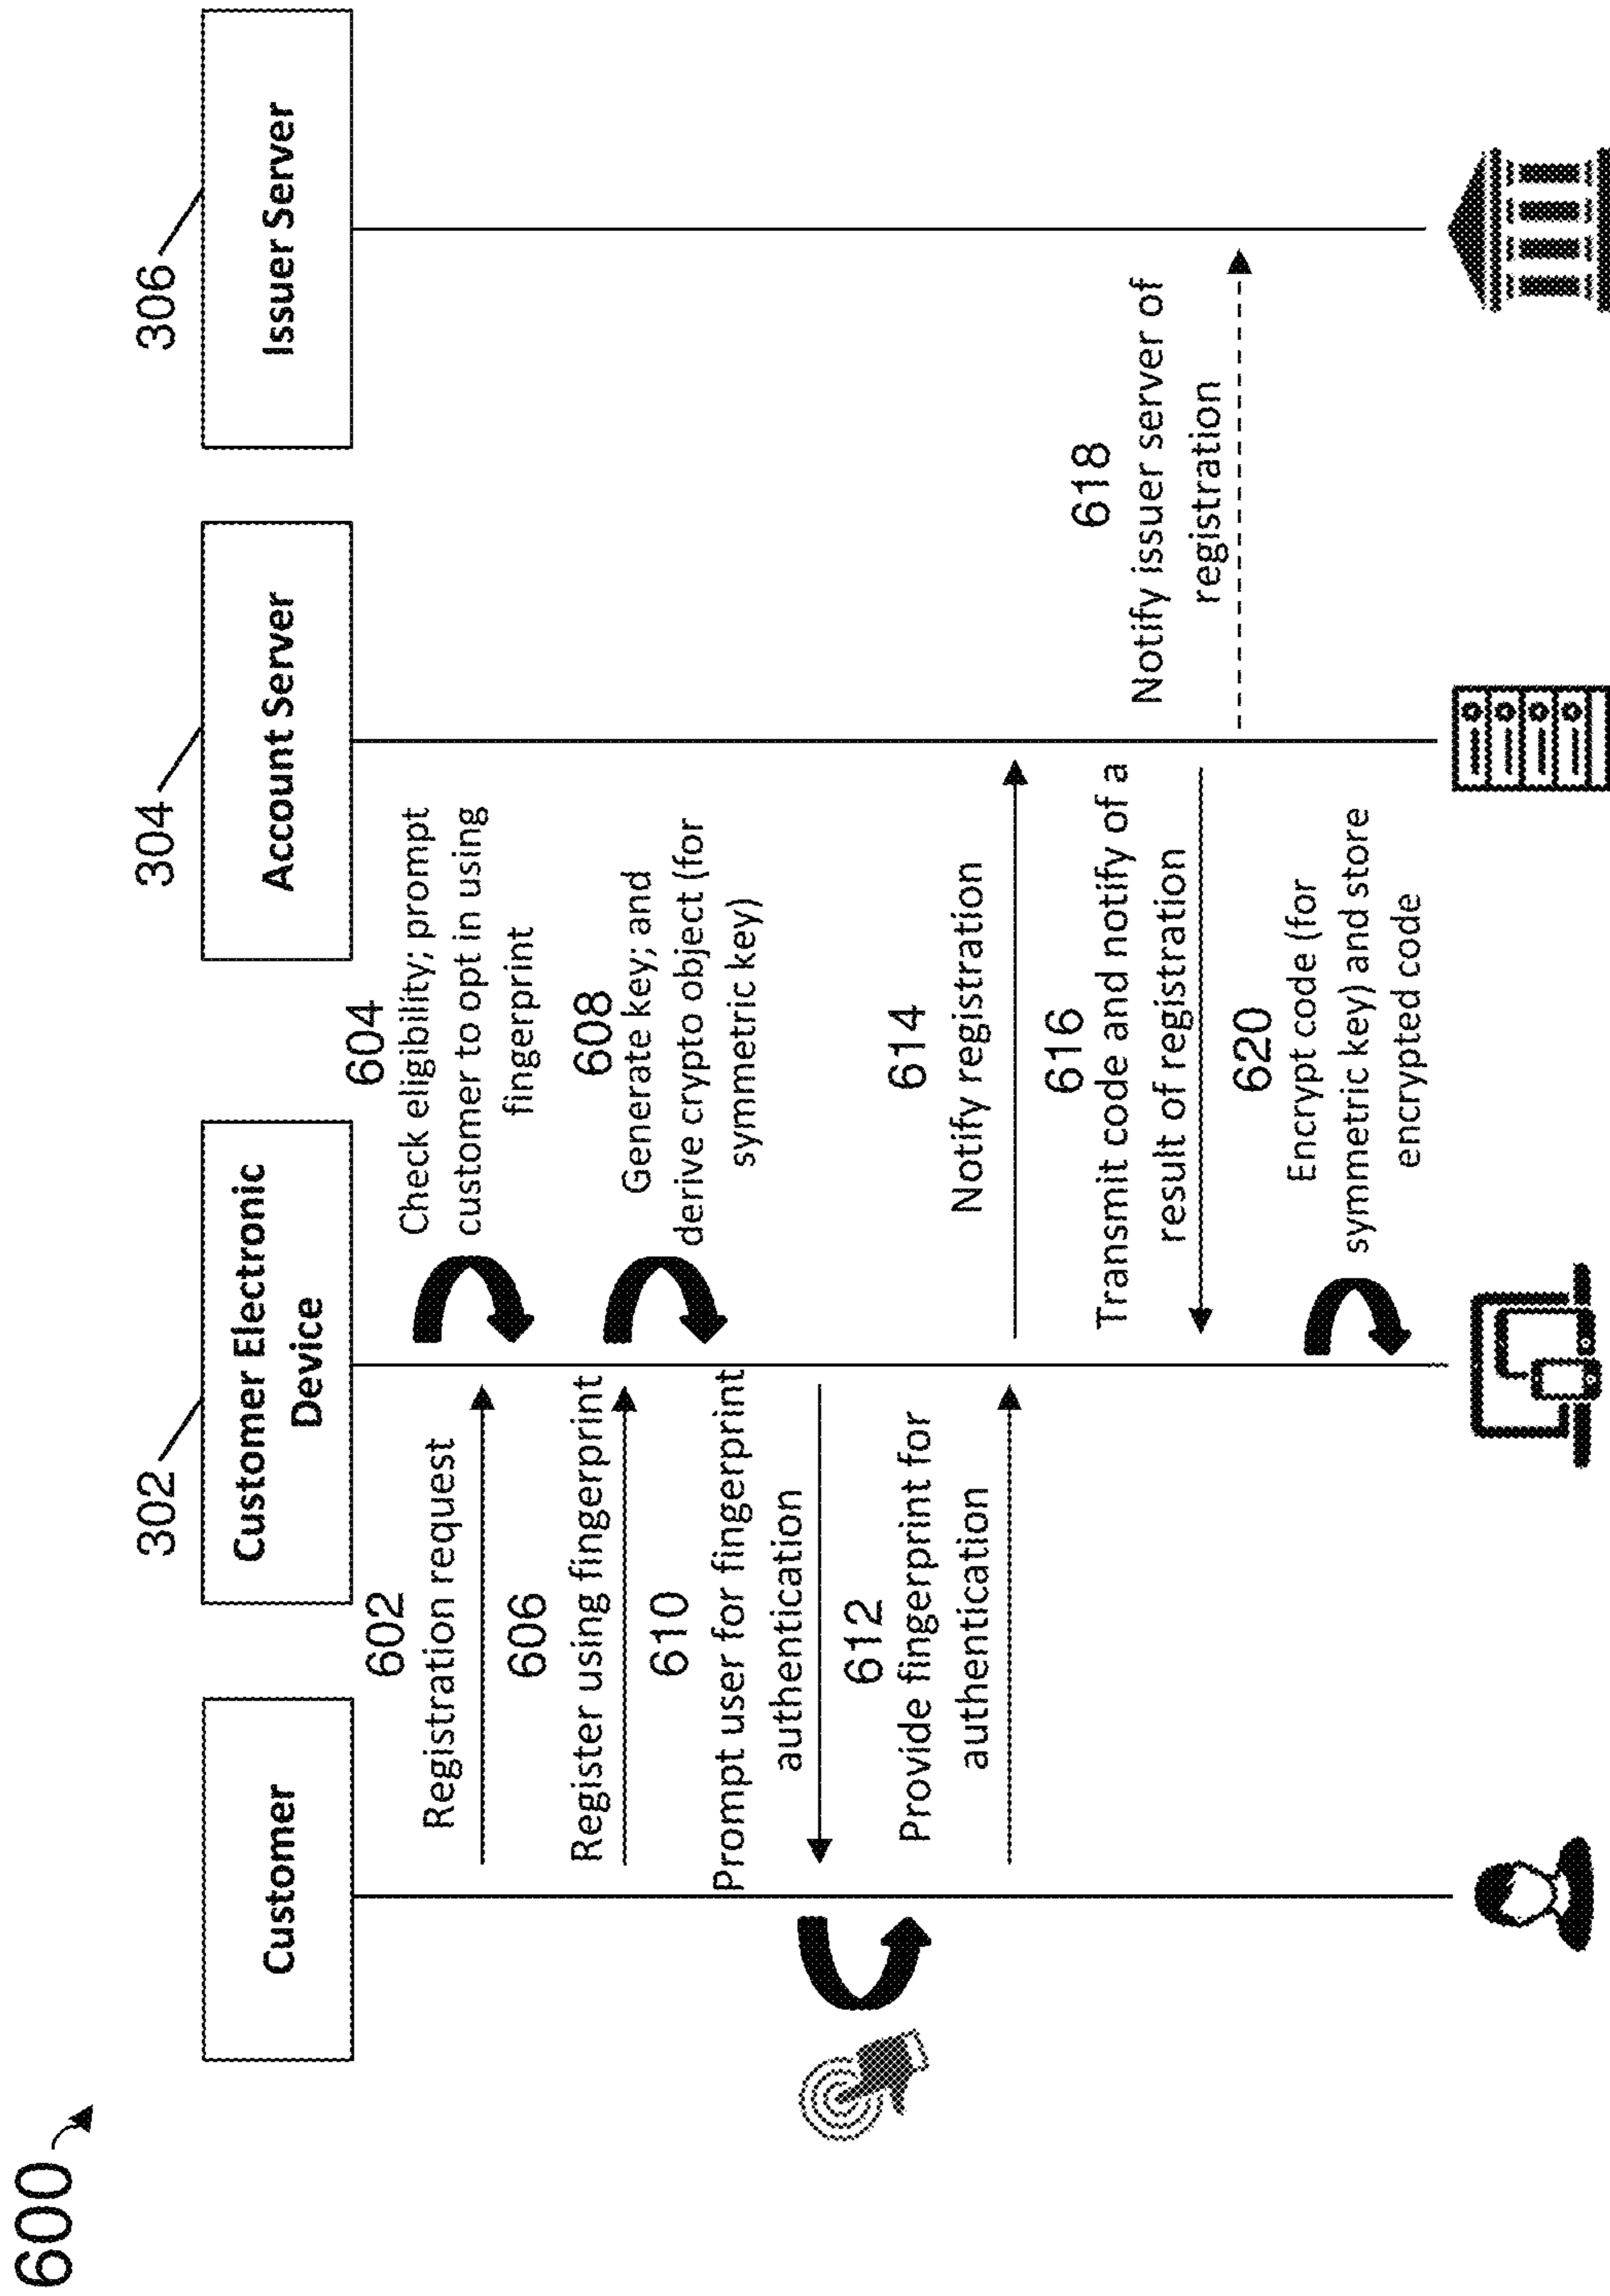 600
302
304
306
Customer
Customer Electronic
Device
Account Server
Issuer Server
602
Registration request
604
Check eligibility; prompt
customer to opt in using
fingerprint
606
Register using fingerprint
608
Generate key; and
derive crypto object (for
symmetric key)
610
Prompt user for fingerprint
authentication
612
Provide fingerprint for
authentication
614
Notify registration
616
Transmit code and notify of a
result of registration
618
Notify issuer server of
registration
620
Encrypt code (for
symmetric key) and store
encrypted code